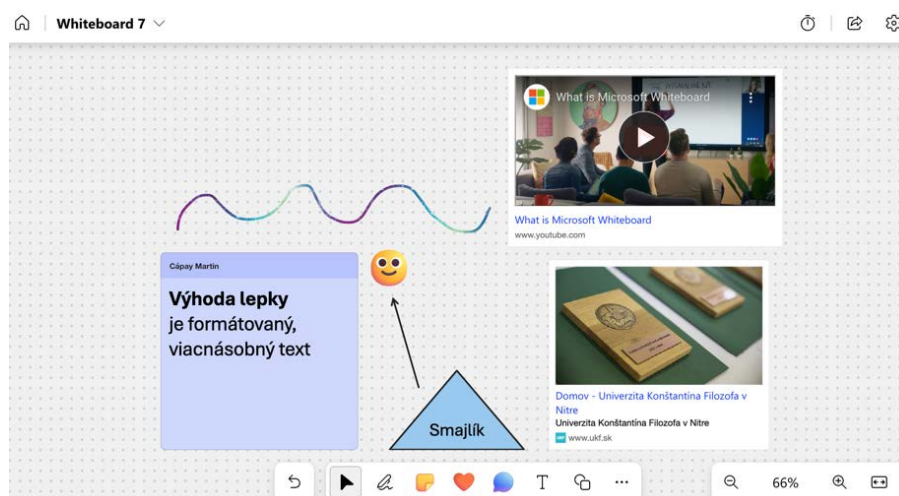 Whiteboard 7
What is Microsoft Whiteboard
What is Microsoft Whiteboard
www.youtube.com
Cápay Martin
Výhoda lepky
je formátovaný,
viacnásobný text
Smajlík
Domov - Univerzita Konštantína Filozofa v
Nitre
Univerzita Konštantína Filozofa v Nitre
www.ukf.sk
T
66%